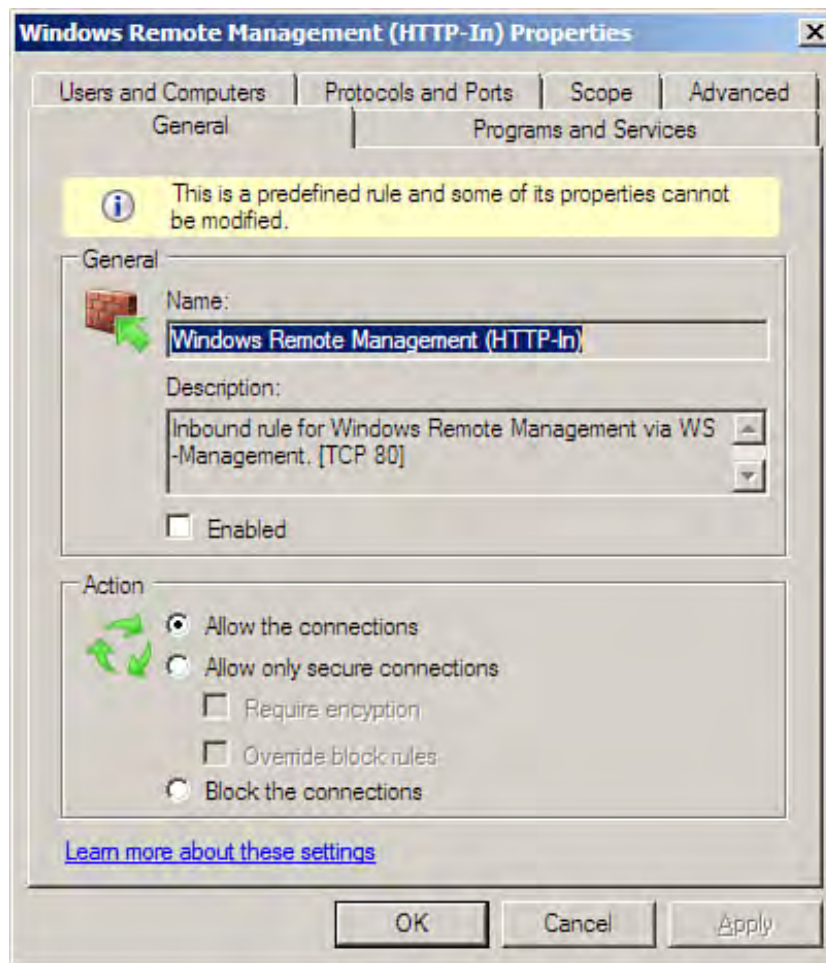 Windows Remote Management (HTTP-In) Properties
Users and Computers
Protocols and Ports
Scope
Advanced
General
Programs and Services
This is a predefined rule and some of its properties cannot
be modified.
General
Name:
Windows Remote Management (HTTP-In)
Description:
Inbound rule for Windows Remote Management via WS
-Management. [TCP 80]
Enabled
Action
Allow the connections
Allow only secure connections
Require encyption
Override block rules
Block the connections
Learn more about these settings
OK
Cancel
Apply